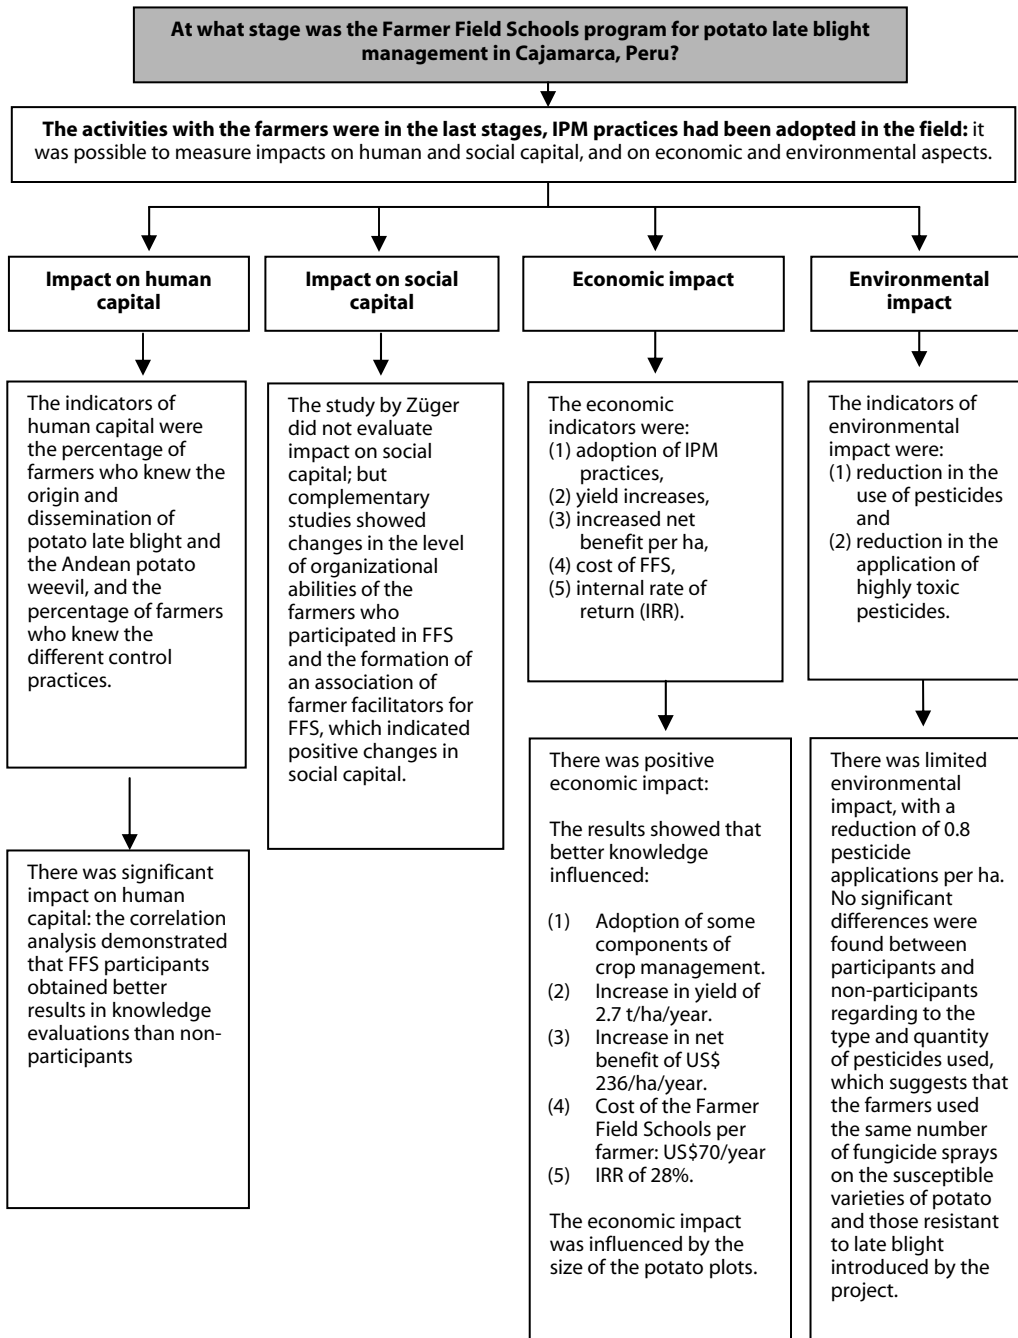 At what stage was the Farmer Field Schools program for potato late blight
management in Cajamarca, Peru?
The activities with the farmers were in the last stages, IPM practices had been adopted in the field: it
was possible to measure impacts on human and social capital, and on economic and environmental aspects.
Impact on human
capital
Impact on social
capital
Economic impact
Environmental
impact
The indicators of
human capital were
the percentage of
farmers who knew the
origin and
dissemination of
potato late blight and
the Andean potato
weevil, and the
percentage of farmers
who knew the
different control
practices.
The study by Züger
did not evaluate
impact on social
capital; but
complementary
studies showed
changes in the level
of organizational
abilities of the
farmers who
participated in FFS
and the formation of
an association of
farmer facilitators for
FFS, which indicated
positive changes in
social capital.
The economic
indicators were:
(1) adoption of IPM
practices,
(2) yield increases,
(3) increased net
benefit per ha,
(4) cost of FFS,
(5) internal rate of
return (IRR).
The indicators of
environmental
impact were:
(1) reduction in the
use of pesticides
and
(2) reduction in the
application of
highly toxic
pesticides.
There was significant
impact on human
capital: the correlation
analysis demonstrated
that FFS participants
obtained better
results in knowledge
evaluations than non-
participants
There was positive
economic impact:
The results showed that
better knowledge
influenced:
(1) Adoption of some
components of
crop management.
(2) Increase in yield of
2.7 t/ha/year.
(3) Increase in net
benefit of US$
236/ha/year.
(4) Cost of the Farmer
Field Schools per
farmer: US$70/year
(5) IRR of 28%.
The economic impact
was influenced by the
size of the potato plots.
There was limited
environmental
impact, with a
reduction of 0.8
pesticide
applications per ha.
No significant
differences were
found between
participants and
non-participants
regarding to the
type and quantity
of pesticides used,
which suggests that
the farmers used
the same number
of fungicide sprays
on the susceptible
varieties of potato
and those resistant
to late blight
introduced by the
project.